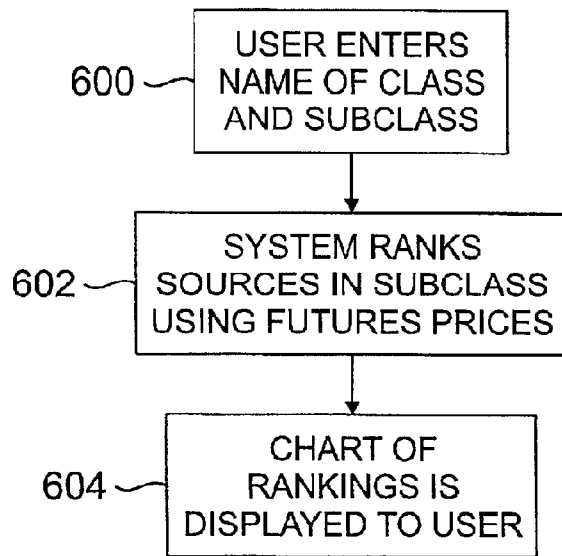 USER ENTERS
600
NAME OF CLASS
AND SUBCLASS
SYSTEM RANKS
602
SOURCES IN SUBCLASS
USING FUTURES PRICES
CHART OF
604
RANKINGS IS
DISPLAYED TO USER